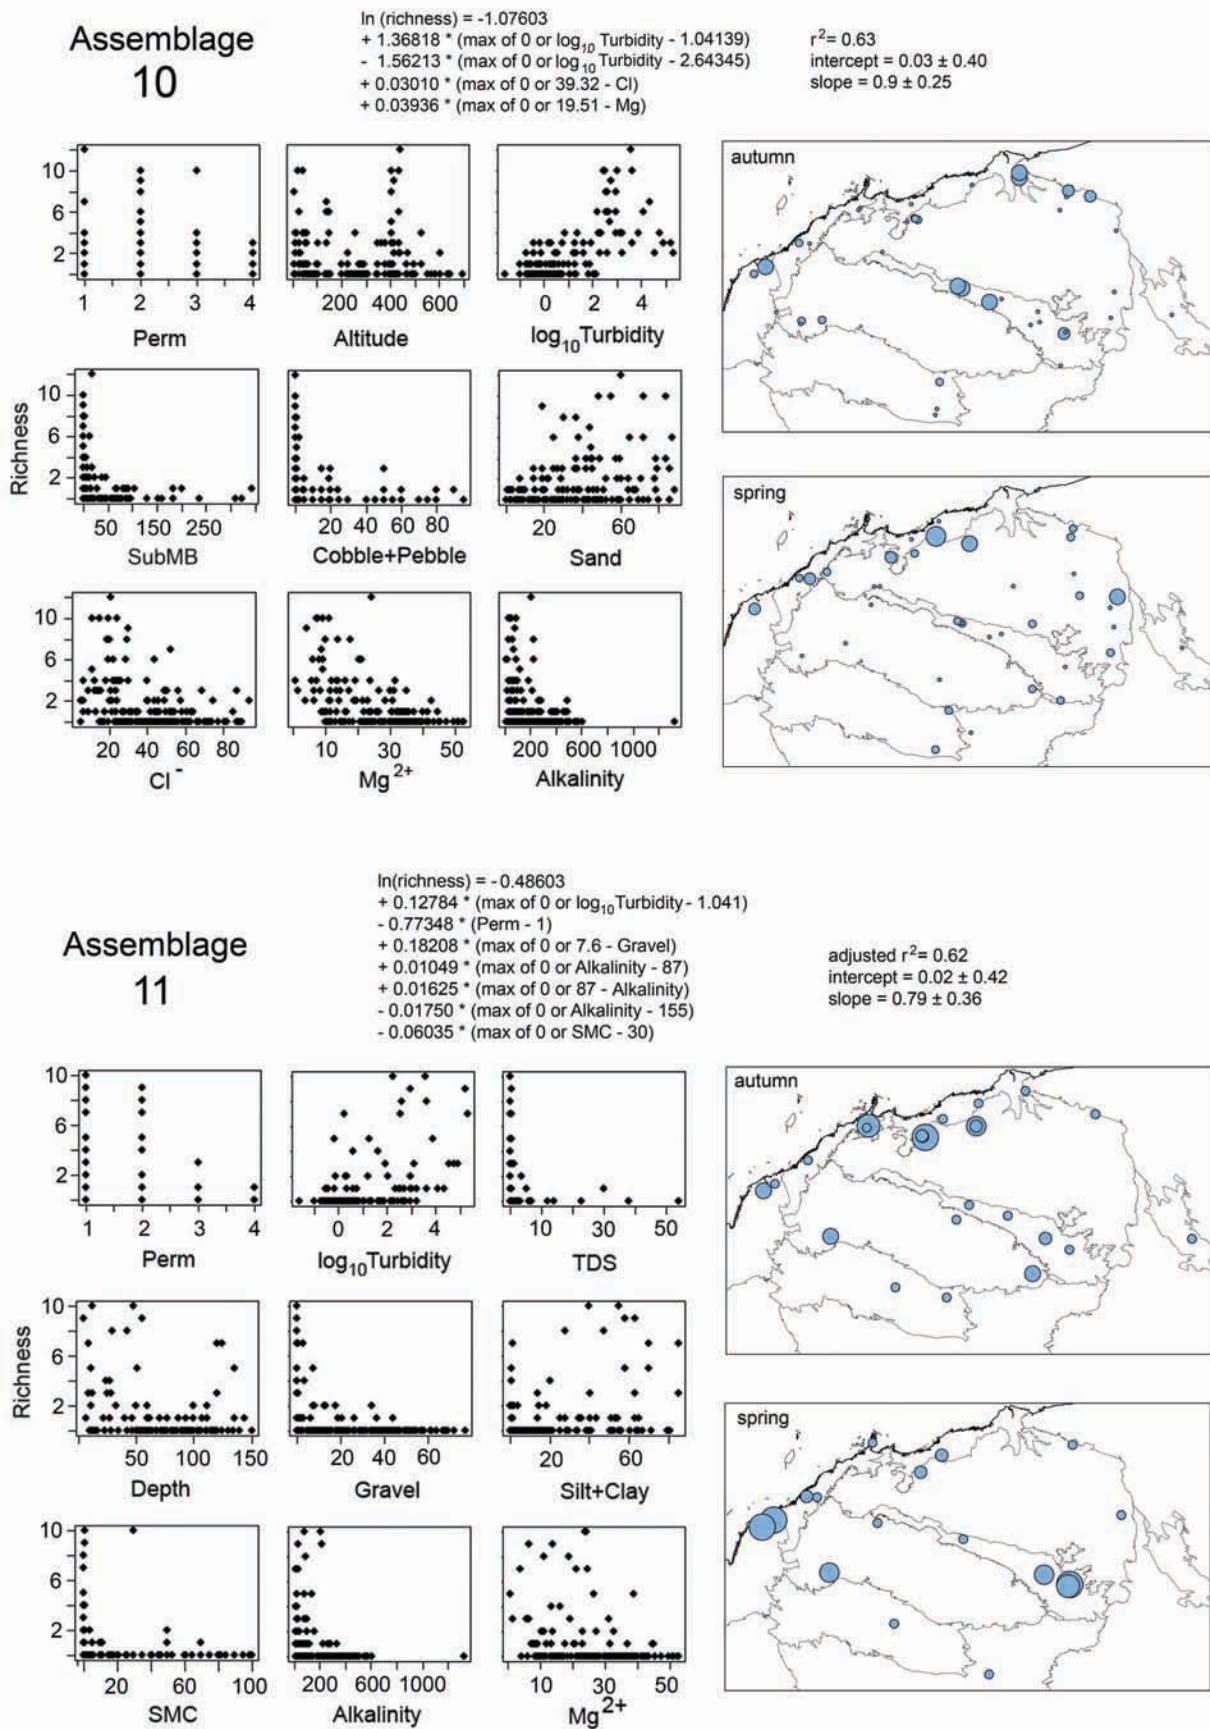 Assemblage
10
ln (richness) = -1.07603
+ 1.36818 * (max of 0 or log10 Turbidity - 1.04139)
- 1.56213 * (max of 0 or log10 Turbidity - 2.64345)
+ 0.03010 * (max of 0 or 39.32 - Cl)
+ 0.03936 * (max of 0 or 19.51 - Mg)
r2= 0.63
intercept = 0.03 ± 0.40
slope = 0.9 ± 0.25
10
6
2
1 2 3 4
Perm
200 400 600
Altitude
0 2 4
log10Turbidity
autumn
Richness
10
6
2
50 150 250
SubMB
20 40 60 80
Cobble+Pebble
20 60
Sand
spring
10
6
2
20 40 60 80
Cl-
10 30 50
Mg2+
0 600 1000
Alkalinity
Assemblage
11
ln(richness) = -0.48603
+ 0.12784 * (max of 0 or log10Turbidity - 1.041)
- 0.77348 * (Perm - 1)
+ 0.18208 * (max of 0 or 7.6 - Gravel)
+ 0.01049 * (max of 0 or Alkalinity - 87)
+ 0.01625 * (max of 0 or 87 - Alkalinity)
- 0.01750 * (max of 0 or Alkalinity - 155)
- 0.06035 * (max of 0 or SMC - 30)
adjusted r2= 0.62
intercept = 0.02 ± 0.42
slope = 0.79 ± 0.36
10
6
2
1 2 3 4
Perm
0 2 4
log10Turbidity
0 10 30 50
TDS
autumn
Richness
10
6
2
50 100 150
Depth
0 20 40 60
Gravel
0 20 60
Silt+Clay
spring
10
6
2
20 40 60 80 100
SMC
200 600 1000
Alkalinity
0 10 30 50
Mg2+